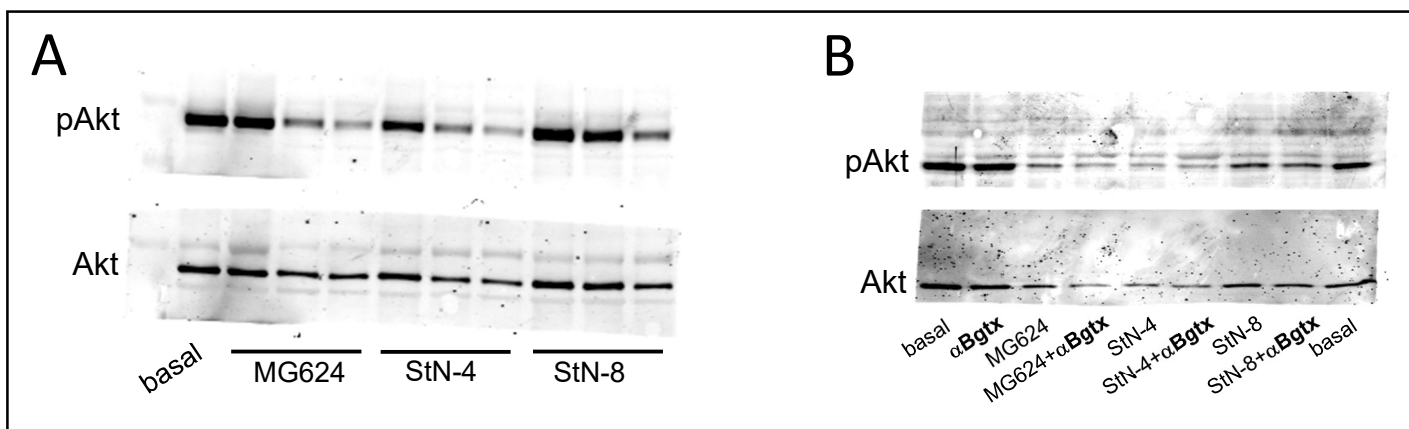 A
pAkt
Akt
basal
MG624
StN-4
StN-8
B
pAkt
Akt
basal
αBgtx
MG624
MG624+αBgtx
StN-4
StN-4+αBgtx
StN-8
StN-8+αBgtx
basal